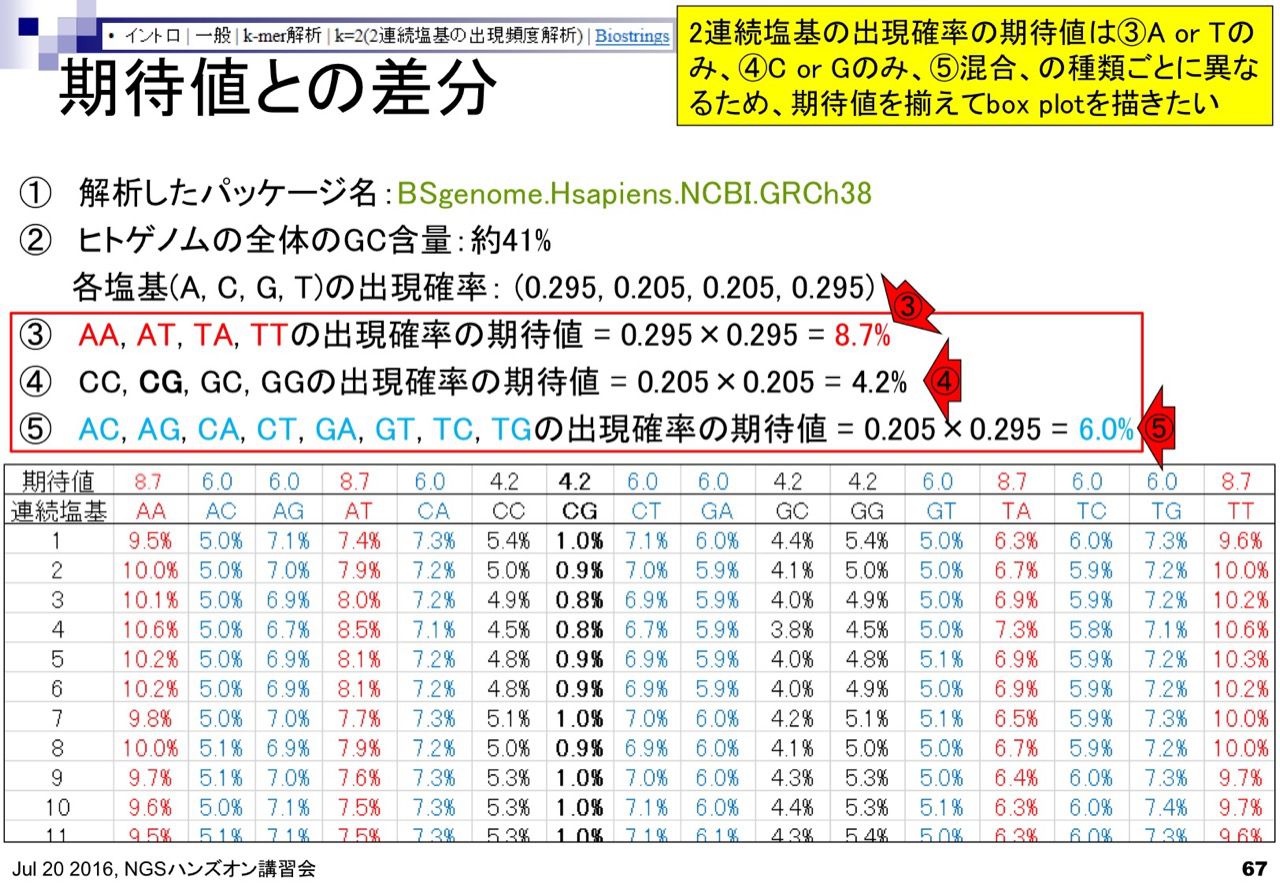 • イントロ | 一般 | k-mer解析 | k=2(2連続塩基の出現頻度解析) | Biostrings
期待値との差分
2連続塩基の出現確率の期待値は③A or Tの
み、④C or Gのみ、⑤混合、の種類ごとに異な
るため、期待値を揃えてbox plotを描きたい
① 解析したパッケージ名：BSgenome.Hsapiens.NCBI.GRCh38
② ヒトゲノムの全体のGC含量：約41%
各塩基(A, C, G, T)の出現確率： (0.295, 0.205, 0.205, 0.295)
③
③ AA, AT, TA, TTの出現確率の期待値 = 0.295×0.295 = 8.7%
④ CC, CG, GC, GGの出現確率の期待値 = 0.205×0.205 = 4.2%
④
⑤ AC, AG, CA, CT, GA, GT, TC, TGの出現確率の期待値 = 0.205×0.295 = 6.0%
⑤
期待値 8.7 6.0 6.0 8.7 6.0 4.2 4.2 6.0 6.0 4.2 4.2 6.0 8.7 6.0 6.0 8.7
連続塩基 AA AC AG AT CA CC CG CT GA GC GG GT TA TC TG TT
1 9.5% 5.0% 7.1% 7.4% 7.3% 5.4% 1.0% 7.1% 6.0% 4.4% 5.4% 5.0% 6.3% 6.0% 7.3% 9.6%
2 10.0% 5.0% 7.0% 7.9% 7.2% 5.0% 0.9% 7.0% 5.9% 4.1% 5.0% 5.0% 6.7% 5.9% 7.2% 10.0%
3 10.1% 5.0% 6.9% 8.0% 7.2% 4.9% 0.8% 6.9% 5.9% 4.0% 4.9% 5.0% 6.9% 5.9% 7.2% 10.2%
4 10.6% 5.0% 6.7% 8.5% 7.1% 4.5% 0.8% 6.7% 5.9% 3.8% 4.5% 5.0% 7.3% 5.8% 7.1% 10.6%
5 10.2% 5.0% 6.9% 8.1% 7.2% 4.8% 0.9% 6.9% 5.9% 4.0% 4.8% 5.1% 6.9% 5.9% 7.2% 10.3%
6 10.2% 5.0% 6.9% 8.1% 7.2% 4.8% 0.9% 6.9% 5.9% 4.0% 4.9% 5.0% 6.9% 5.9% 7.2% 10.2%
7 9.8% 5.0% 7.0% 7.7% 7.3% 5.1% 1.0% 7.0% 6.0% 4.2% 5.1% 5.1% 6.5% 5.9% 7.3% 10.0%
8 10.0% 5.1% 6.9% 7.9% 7.2% 5.0% 0.9% 6.9% 6.0% 4.1% 5.0% 5.0% 6.7% 5.9% 7.2% 10.0%
9 9.7% 5.1% 7.0% 7.6% 7.3% 5.3% 1.0% 7.0% 6.0% 4.3% 5.3% 5.0% 6.4% 6.0% 7.3% 9.7%
10 9.6% 5.0% 7.1% 7.5% 7.3% 5.3% 1.0% 7.1% 6.0% 4.4% 5.3% 5.1% 6.3% 6.0% 7.4% 9.7%
11 9.5% 5.1% 7.1% 7.5% 7.3% 5.3% 1.0% 7.1% 6.1% 4.3% 5.4% 5.0% 6.3% 6.0% 7.3% 9.6%
Jul 20 2016, NGSハンズオン講習会
67